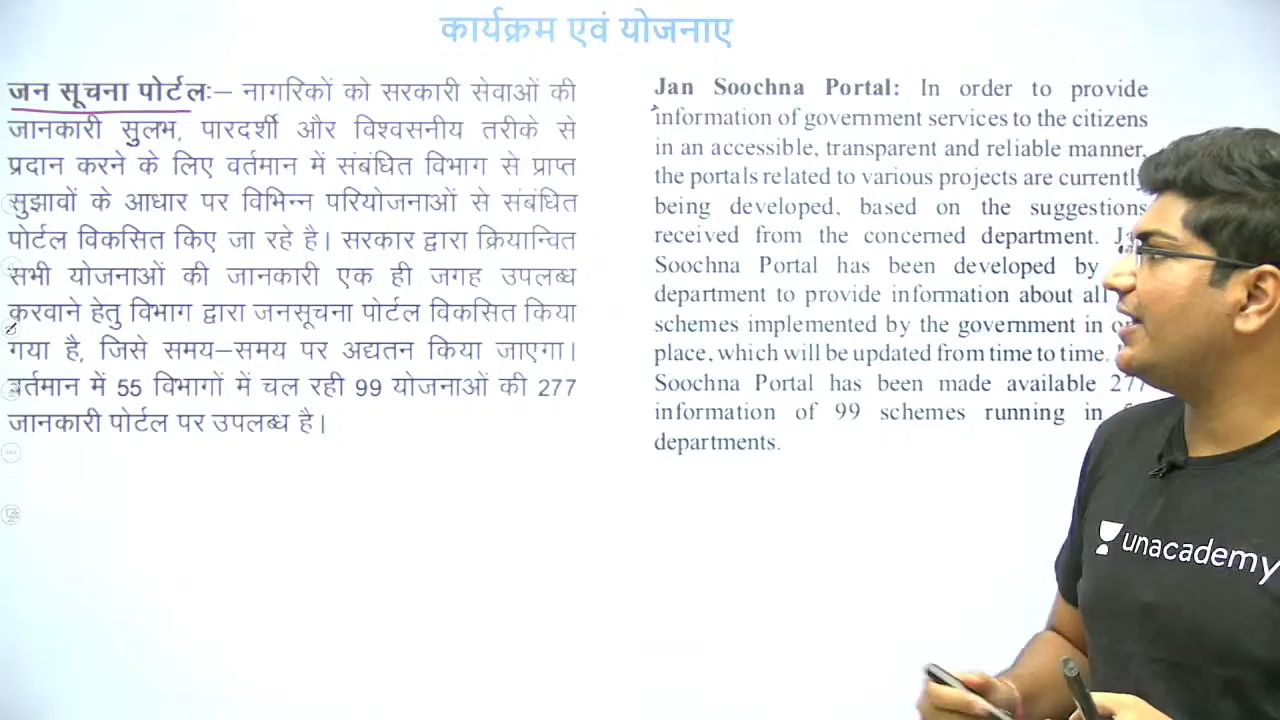 कार्यक्रम एवं योजनाए
जन सूचना पोर्टलः– नागरिकों को सरकारी सेवाओं की
जानकारी सुलभ, पारदर्शी और विश्वसनीय तरीके से
प्रदान करने के लिए वर्तमान में संबंधित विभाग से प्राप्त
सुझावों के आधार पर विभिन्न परियोजनाओं से संबंधित
पोर्टल विकसित किए जा रहे है। सरकार द्वारा क्रियान्वित
सभी योजनाओं की जानकारी एक ही जगह उपलब्ध
करवाने हेतु विभाग द्वारा जनसूचना पोर्टल विकसित किया
गया है, जिसे समय–समय पर अद्यतन किया जाएगा।
वर्तमान में 55 विभागों में चल रही 99 योजनाओं की 277
जानकारी पोर्टल पर उपलब्ध है।
Jan Soochna Portal: In order to provide
information of government services to the citizens
in an accessible, transparent and reliable manner,
the portals related to various projects are currently
being developed, based on the suggestions
received from the concerned department.
Soochna Portal has been developed by
department to provide information about all
schemes implemented by the government in
place, which will be updated from time to time.
Soochna Portal has been made available 277
information of 99 schemes running in
departments.
unacademy